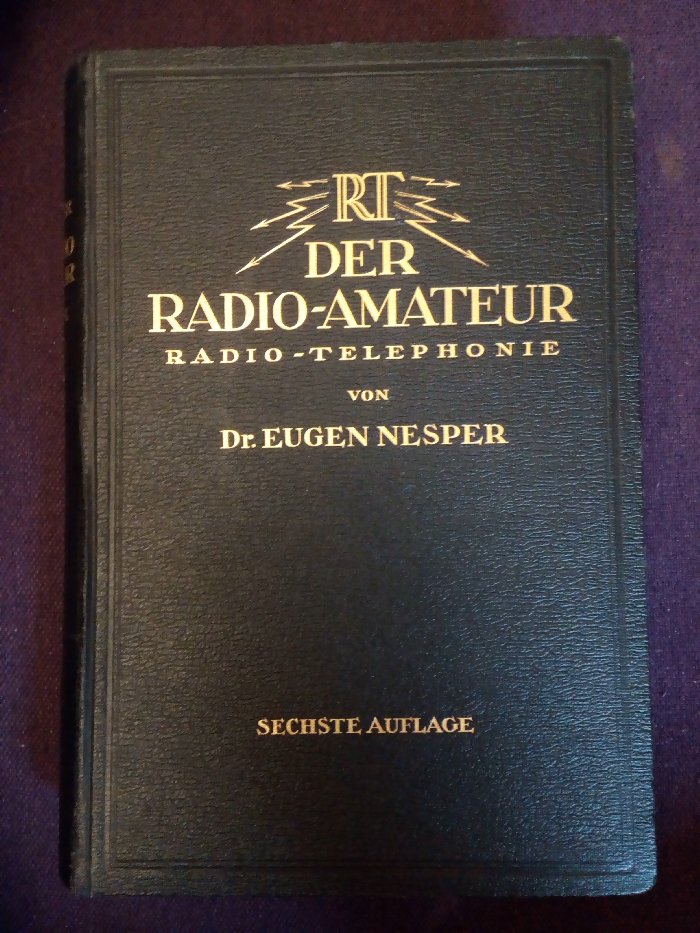 RT
DER
RADIO-AMATEUR
RADIO-TELEPHONIE
VON
Dr. EUGEN NESPER
SECHSTE AUFLAGE